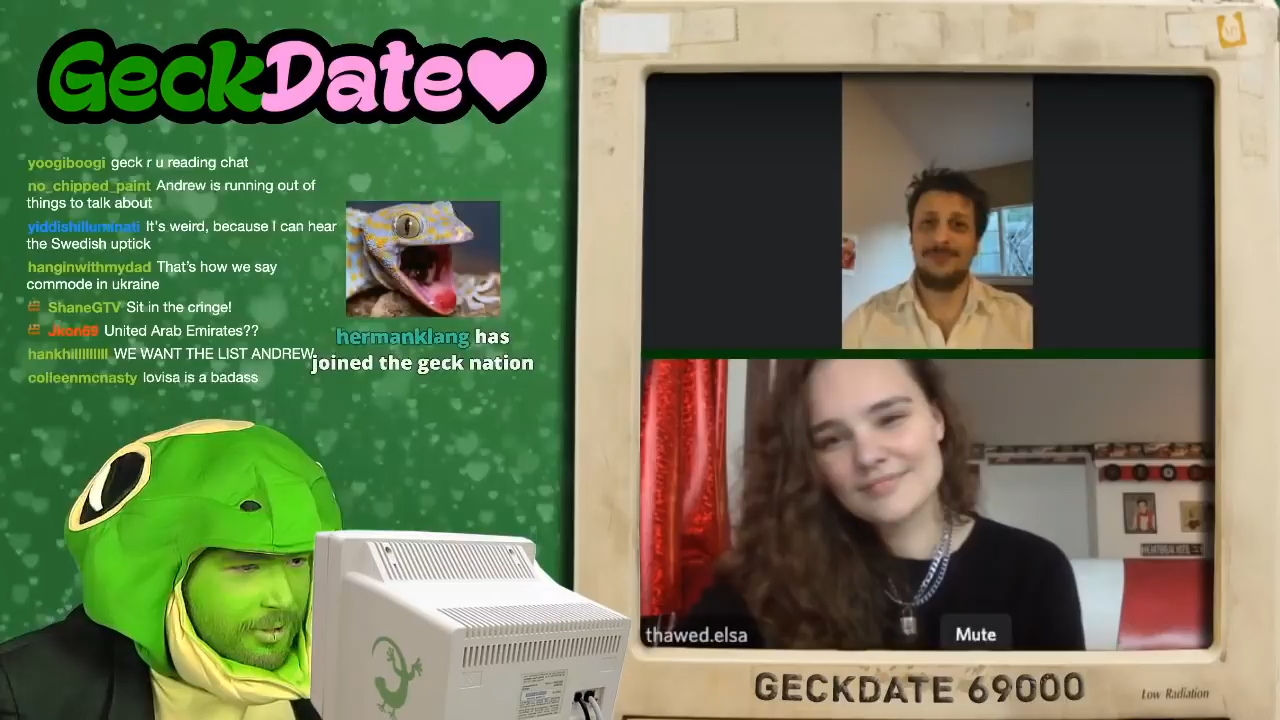 GeckDate
yoogiboogi geck r u reading chat
no_chipped_paint Andrew is running out of
things to talk about
yiddishilluminati It's weird, because I can hear
the Swedish uptick
hanginwithmydad That's how we say
commode in ukraine
ShaneGTV Sit in the cringe!
Jkon69 United Arab Emirates??
WE WANT THE LIST ANDREW
colleenmcnasty lovisa is a badass
hermanklang has
joined the geck nation
thawed.elsa
Mute
HEARTBREAK HOTEL
GECKDATE 69000
Low Radiation